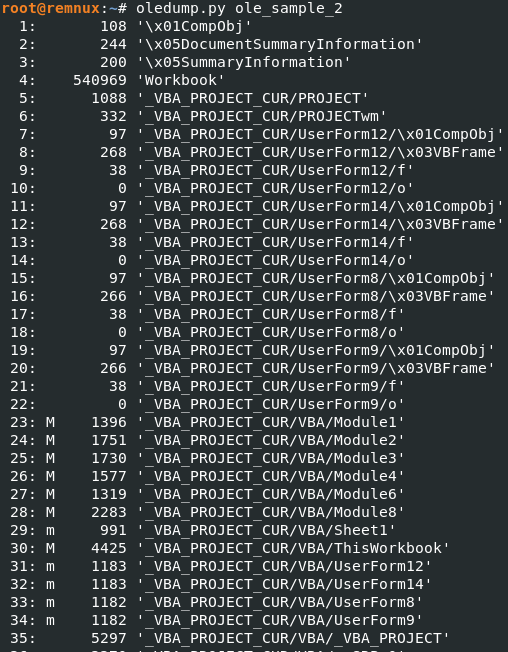 root@remnux:~# oledump.py ole_sample_2
  1:       108 '\x01CompObj'
  2:       244 '\x05DocumentSummaryInformation'
  3:       200 '\x05SummaryInformation'
  4:    540969 'Workbook'
  5:      1088 '_VBA_PROJECT_CUR/PROJECT'
  6:       332 '_VBA_PROJECT_CUR/PROJECTwm'
  7:        97 '_VBA_PROJECT_CUR/UserForm12/\x01CompObj'
  8:       268 '_VBA_PROJECT_CUR/UserForm12/\x03VBFrame'
  9:        38 '_VBA_PROJECT_CUR/UserForm12/f'
 10:         0 '_VBA_PROJECT_CUR/UserForm12/o'
 11:        97 '_VBA_PROJECT_CUR/UserForm14/\x01CompObj'
 12:       268 '_VBA_PROJECT_CUR/UserForm14/\x03VBFrame'
 13:        38 '_VBA_PROJECT_CUR/UserForm14/f'
 14:         0 '_VBA_PROJECT_CUR/UserForm14/o'
 15:        97 '_VBA_PROJECT_CUR/UserForm8/\x01CompObj'
 16:       266 '_VBA_PROJECT_CUR/UserForm8/\x03VBFrame'
 17:        38 '_VBA_PROJECT_CUR/UserForm8/f'
 18:         0 '_VBA_PROJECT_CUR/UserForm8/o'
 19:        97 '_VBA_PROJECT_CUR/UserForm9/\x01CompObj'
 20:       266 '_VBA_PROJECT_CUR/UserForm9/\x03VBFrame'
 21:        38 '_VBA_PROJECT_CUR/UserForm9/f'
 22:         0 '_VBA_PROJECT_CUR/UserForm9/o'
 23: M    1396 '_VBA_PROJECT_CUR/VBA/Module1'
 24: M    1751 '_VBA_PROJECT_CUR/VBA/Module2'
 25: M    1730 '_VBA_PROJECT_CUR/VBA/Module3'
 26: M    1577 '_VBA_PROJECT_CUR/VBA/Module4'
 27: M    1319 '_VBA_PROJECT_CUR/VBA/Module6'
 28: M    2283 '_VBA_PROJECT_CUR/VBA/Module8'
 29: m     991 '_VBA_PROJECT_CUR/VBA/Sheet1'
 30: M    4425 '_VBA_PROJECT_CUR/VBA/ThisWorkbook'
 31: m    1183 '_VBA_PROJECT_CUR/VBA/UserForm12'
 32: m    1183 '_VBA_PROJECT_CUR/VBA/UserForm14'
 33: m    1182 '_VBA_PROJECT_CUR/VBA/UserForm8'
 34: m    1182 '_VBA_PROJECT_CUR/VBA/UserForm9'
 35:      5297 '_VBA_PROJECT_CUR/VBA/_VBA_PROJECT'